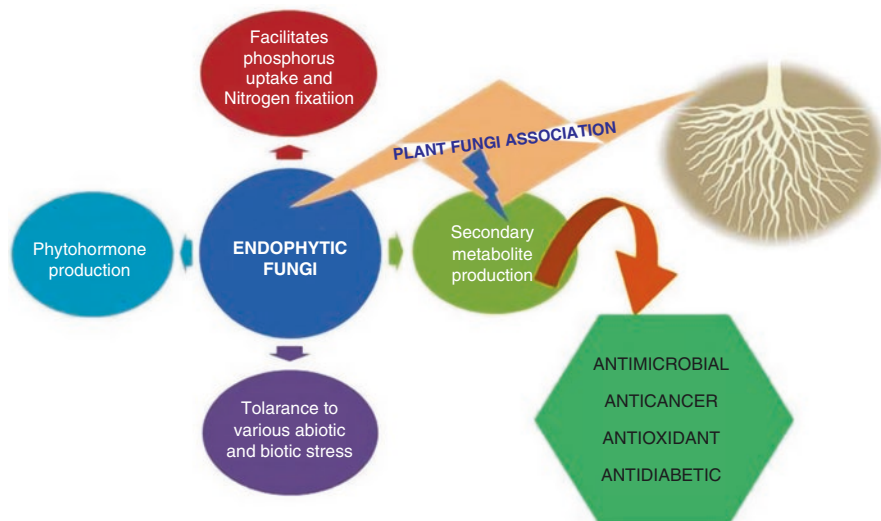 Facilitates
phosphorus
uptake and
Nitrogen fixatiion
PLANT FUNGI ASSOCIATION
Phytohormone
production
ENDOPHYTIC
FUNGI
Secondary
metabolite
production
Tolarance to
various abiotic
and biotic stress
ANTIMICROBIAL
ANTICANCER
ANTIOXIDANT
ANTIDIABETIC